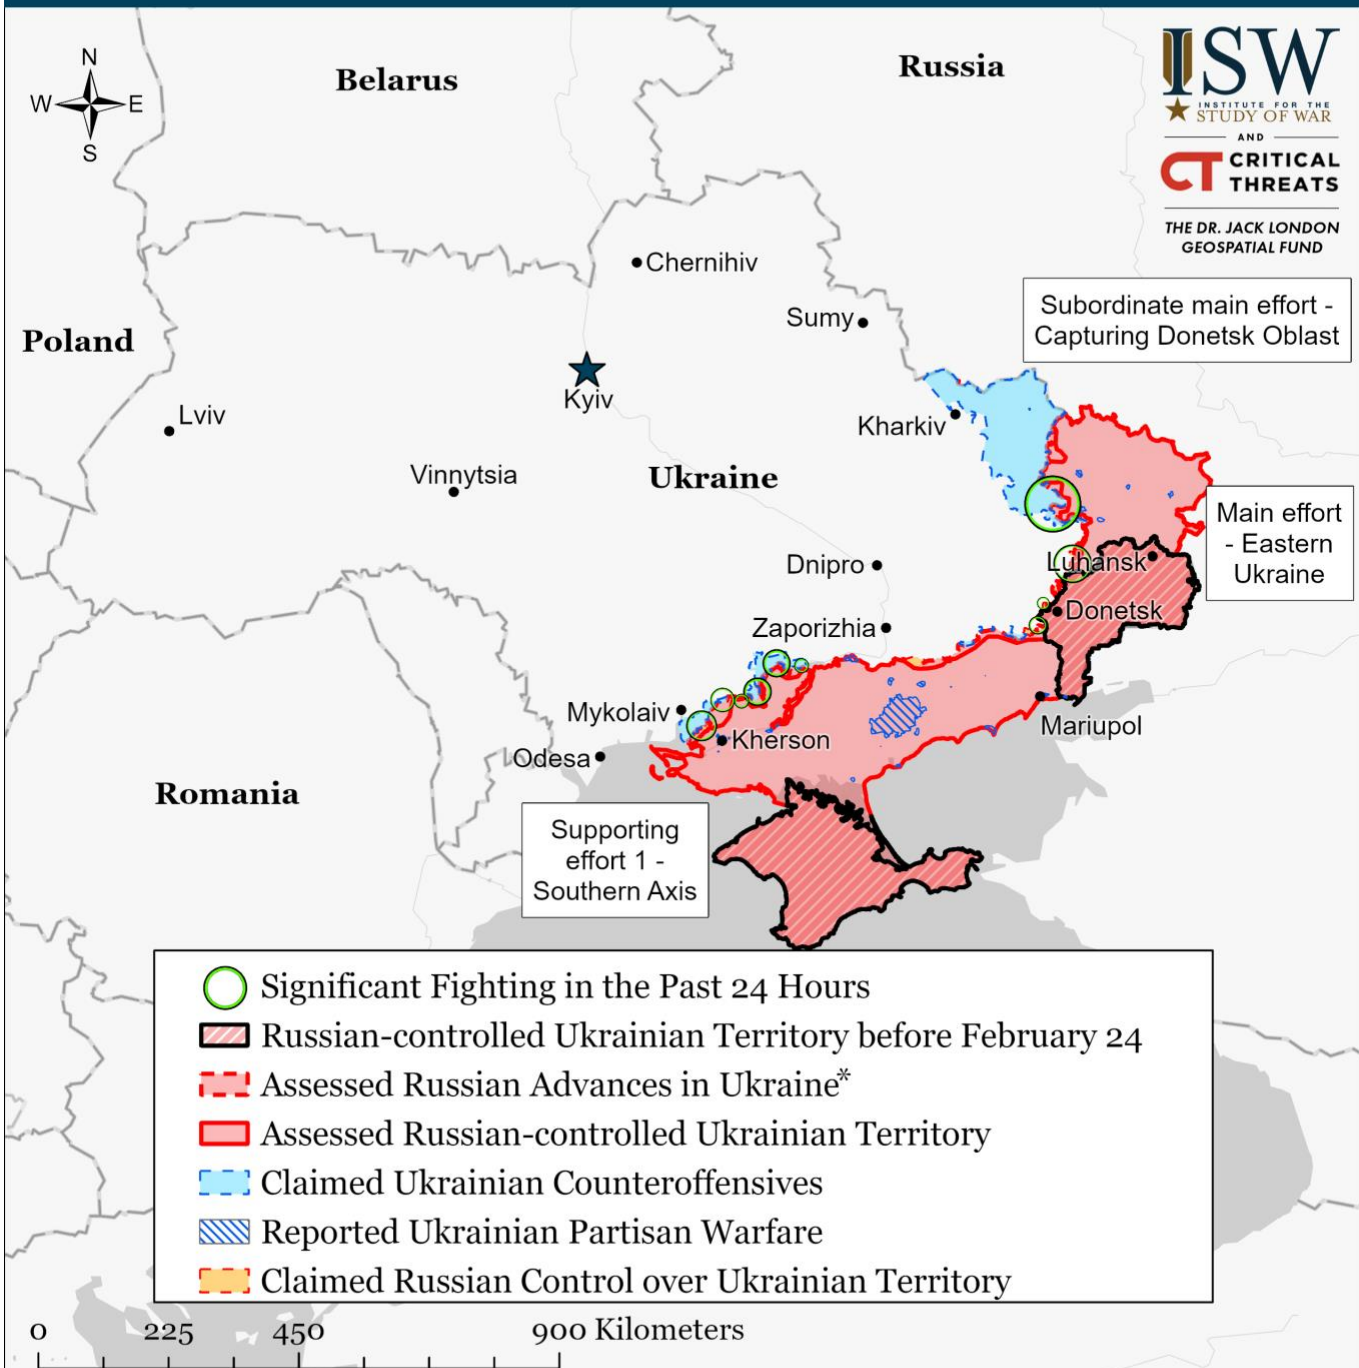 N
W
E
S
Belarus
Russia
ISW
INSTITUTE FOR THE
STUDY OF WAR
AND
CT CRITICAL
THREATS
THE DR. JACK LONDON
GEOSPATIAL FUND
Chernihiv
Sumy
Subordinate main effort -
Capturing Donetsk Oblast
Poland
Kyiv
Lviv
Kharkiv
Vinnytsia
Ukraine
Main effort
- Eastern
Ukraine
Dnipro
Luhansk
Donetsk
Zaporizhia
Mykolaiv
Mariupol
Kherson
Odesa
Romania
Supporting
effort 1 -
Southern Axis
Significant Fighting in the Past 24 Hours
Russian-controlled Ukrainian Territory before February 24
Assessed Russian Advances in Ukraine*
Assessed Russian-controlled Ukrainian Territory
Claimed Ukrainian Counteroffensives
Reported Ukrainian Partisan Warfare
Claimed Russian Control over Ukrainian Territory
0 225 450 900 Kilometers